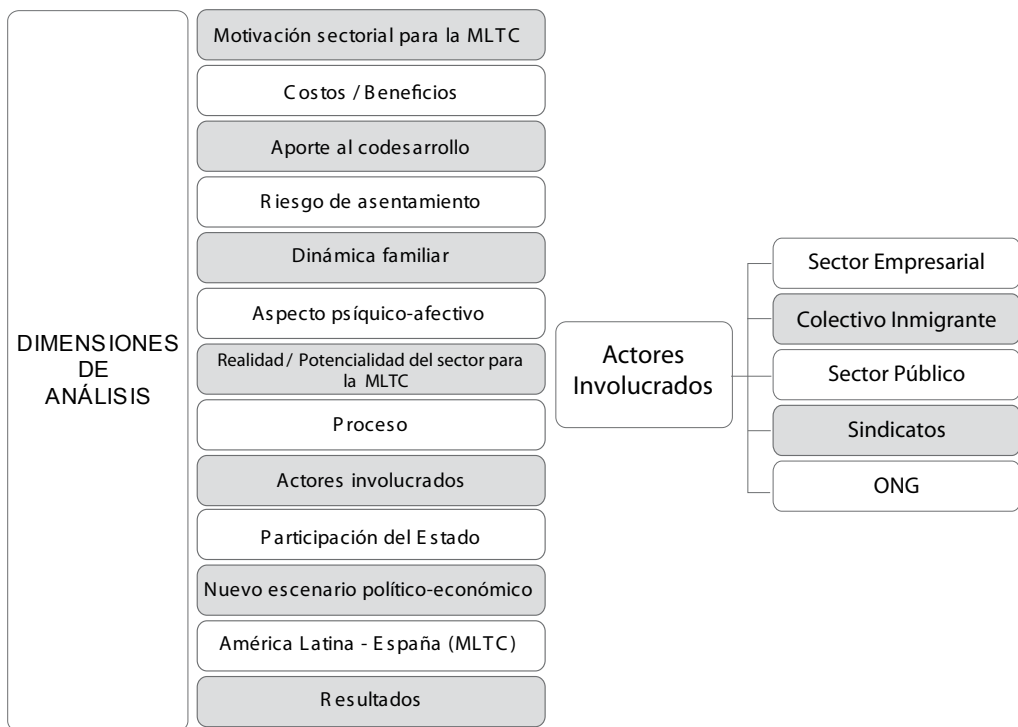 DIMENSIONES
DE
ANÁLISIS
Motivación sectorial para la MLTC
Costos / Beneficios
Aporte al codesarrollo
Riesgo de asentamiento
Dinámica familiar
Aspecto psíquico-afectivo
Realidad / Potencialidad del sector para
la MLTC
Proceso
Actores involucrados
Participación del Estado
Nuevo escenario político-económico
América Latina - España (MLTC)
Resultados
Actores
Involucrados
Sector Empresarial
Colectivo Inmigrante
Sector Público
Sindicatos
ONG